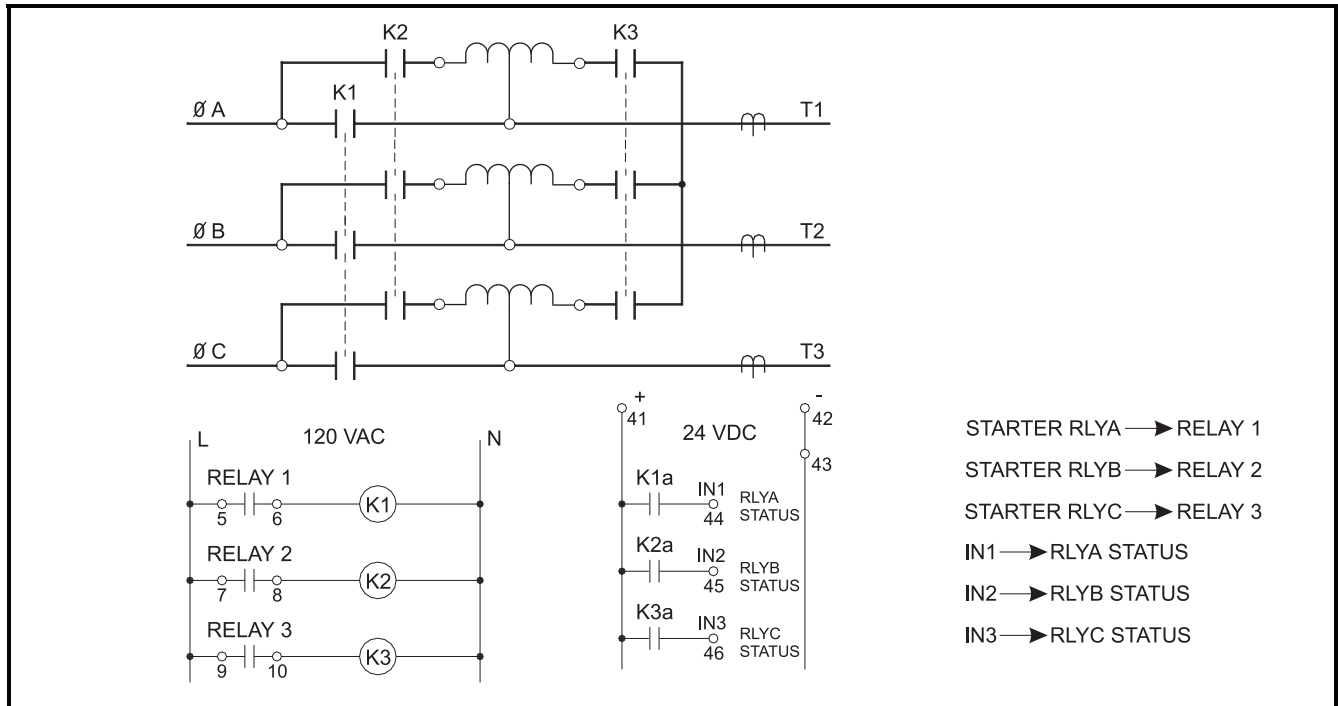 K2 K3
K1
Ø A T1
Ø B T2
Ø C T3
L 120 VAC N
RELAY 1
5 6 K1
RELAY 2
7 8 K2
RELAY 3
9 10 K3
+ -
41 24 VDC 42
43
K1a IN1 RLYA
44 STATUS
K2a IN2 RLYB
45 STATUS
K3a IN3 RLYC
46 STATUS
STARTER RLYA RELAY 1
STARTER RLYB RELAY 2
STARTER RLYC RELAY 3
IN1 RLYA STATUS
IN2 RLYB STATUS
IN3 RLYC STATUS